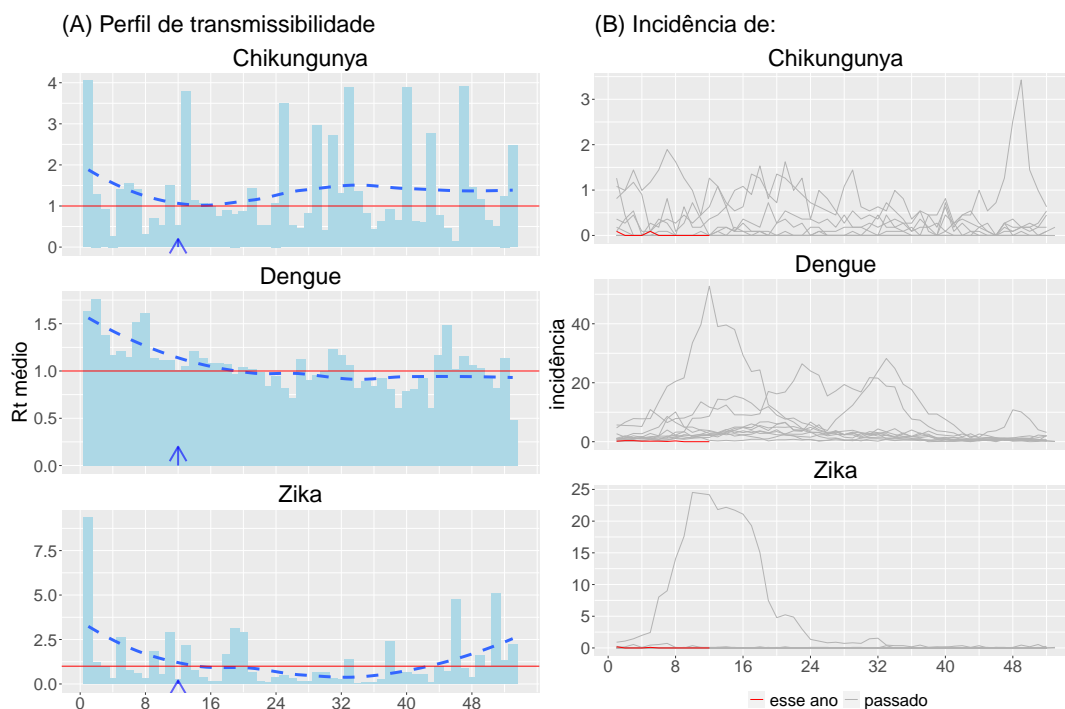 (A) Perfil de transmissibilidade
Chikungunya
4
3
2
1
0
Dengue
Rt médio
1.5
1.0
0.5
0.0
Zika
7.5
5.0
2.5
0.0
0 8 16 24 32 40 48
(B) Incidência de:
Chikungunya
3
2
1
0
Dengue
incidência
40
20
0
Zika
25
20
15
10
5
0
0 8 16 24 32 40 48
esse ano passado